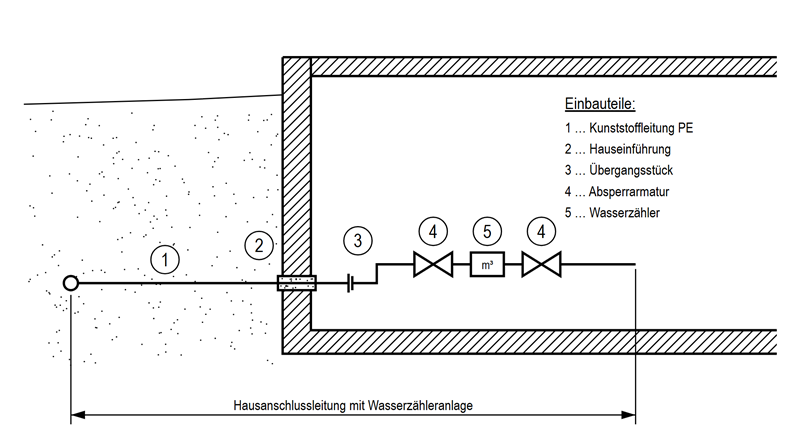 Einbauteile:
1 ... Kunststoffleitung PE
2 ... Hauseinführung
3 ... Übergangsstück
4 ... Absperrarmatur
5 ... Wasserzähler
4
5
4
3
2
1
m³
Hausanschlussleitung mit Wasserzähleranlage